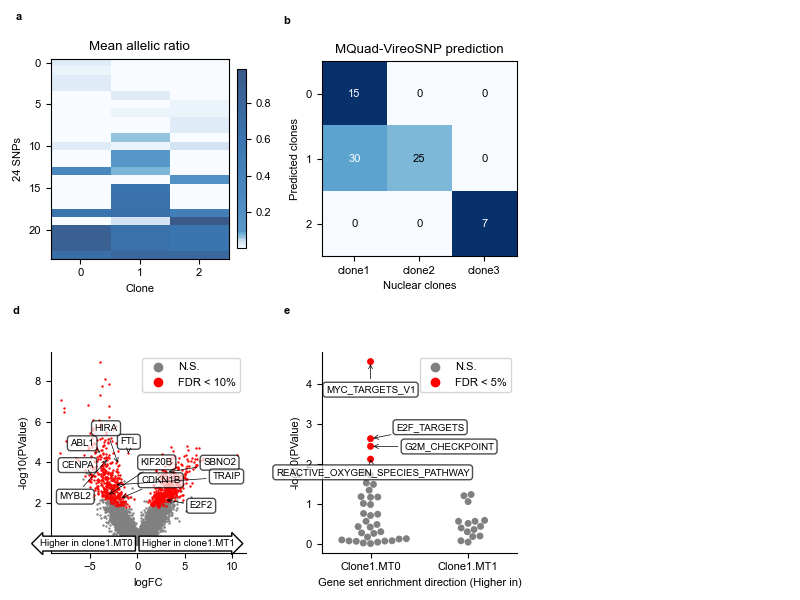 a
Mean allelic ratio
0
5
10
15
20
24 SNPs
0
1
2
Clone
0.8
0.6
0.4
0.2
b
MQuad-VireoSNP prediction
0
1
2
Predicted clones
15
0
0
30
25
0
0
0
7
clone1
clone2
clone3
Nuclear clones
d
N.S.
FDR < 10%
8
6
4
2
-log10(PValue)
HIRA
ABL1
FTL
CENPA
KIF20B
SBNO2
CDKN1B
TRAIP
MYBL2
E2F2
Higher in clone1.MT0
Higher in clone1.MT1
−5
0
5
10
logFC
e
N.S.
FDR < 5%
4
3
2
1
0
-log10(PValue)
MYC_TARGETS_V1
E2F_TARGETS
G2M_CHECKPOINT
REACTIVE_OXYGEN_SPECIES_PATHWAY
Clone1.MT0
Clone1.MT1
Gene set enrichment direction (Higher in)